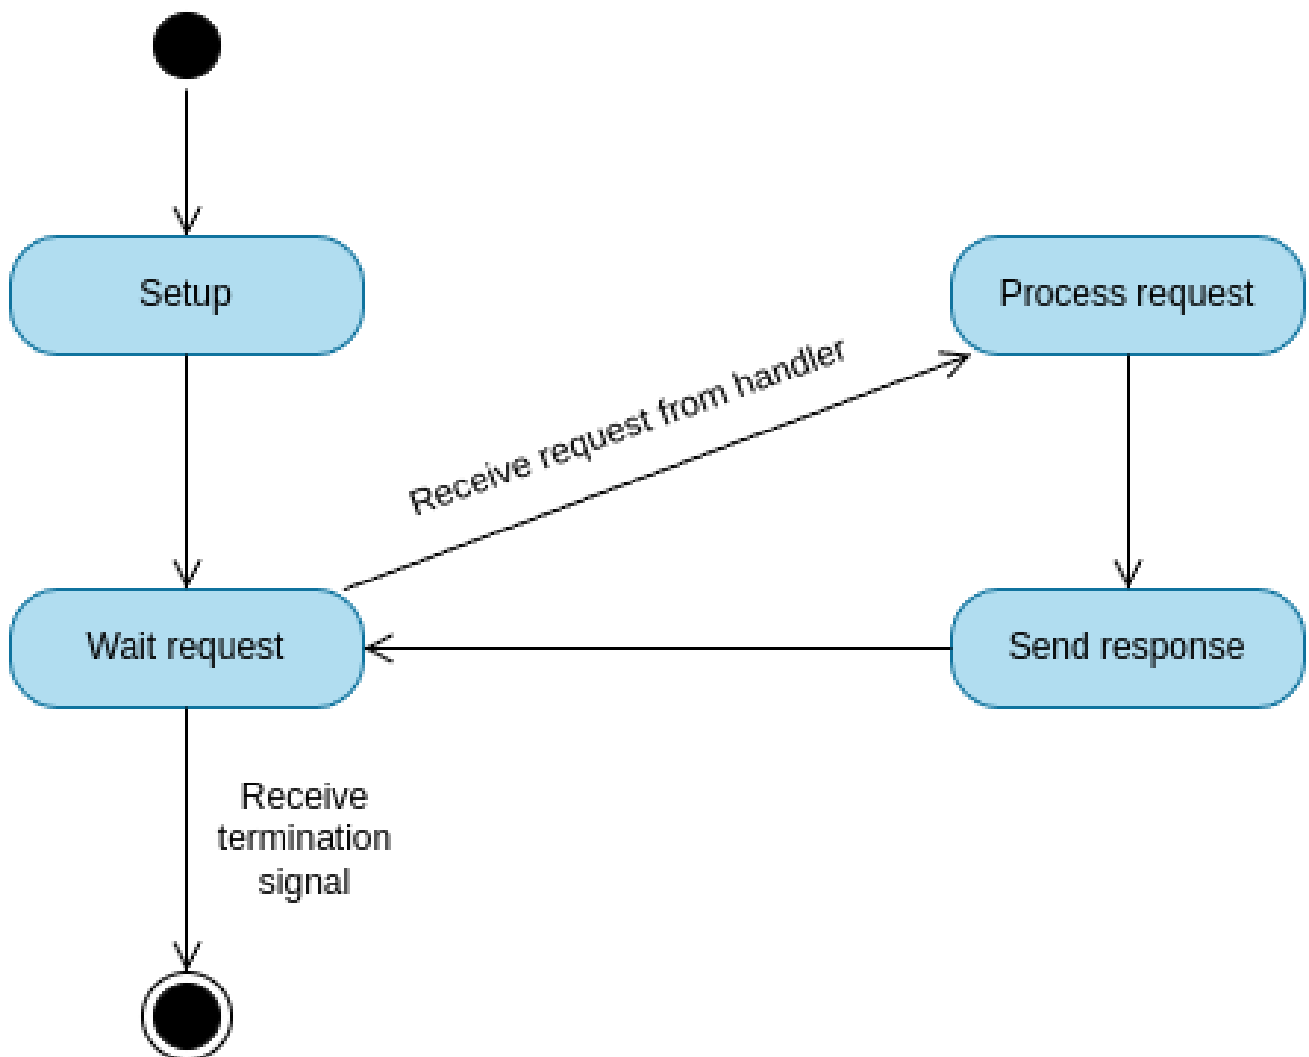 Setup
Process request
Receive request from handler
Wait request
Send response
Receive
termination
signal